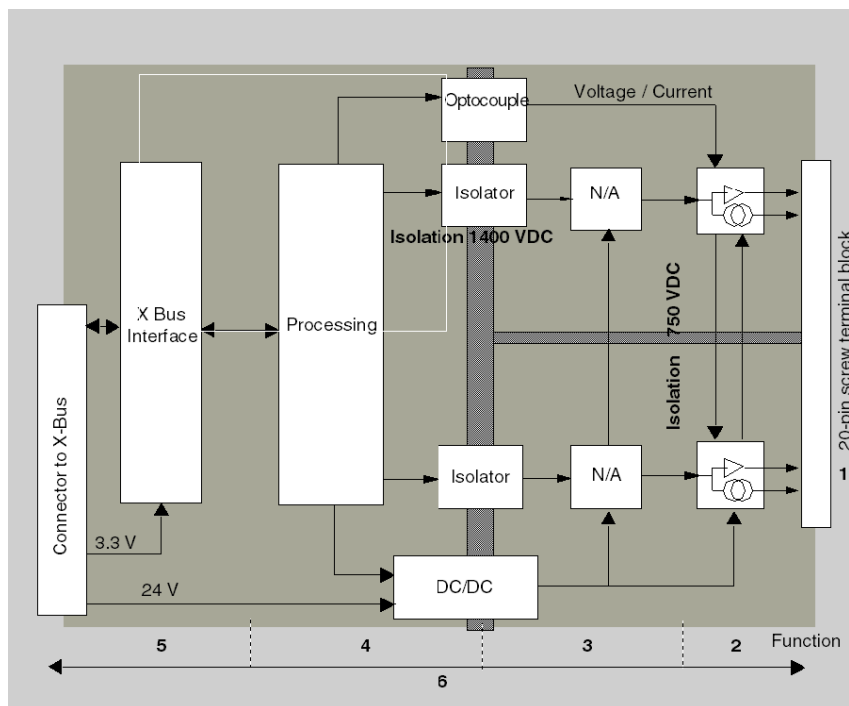 Optocouple
Voltage / Current
Isolator
N/A
Isolation 1400 VDC
X Bus
Interface
Processing
Isolation 750 VDC
20-pin screw terminal block
1
Connector to X-Bus
Isolator
N/A
3.3 V
24 V
DC/DC
5
4
3
2
Function
6